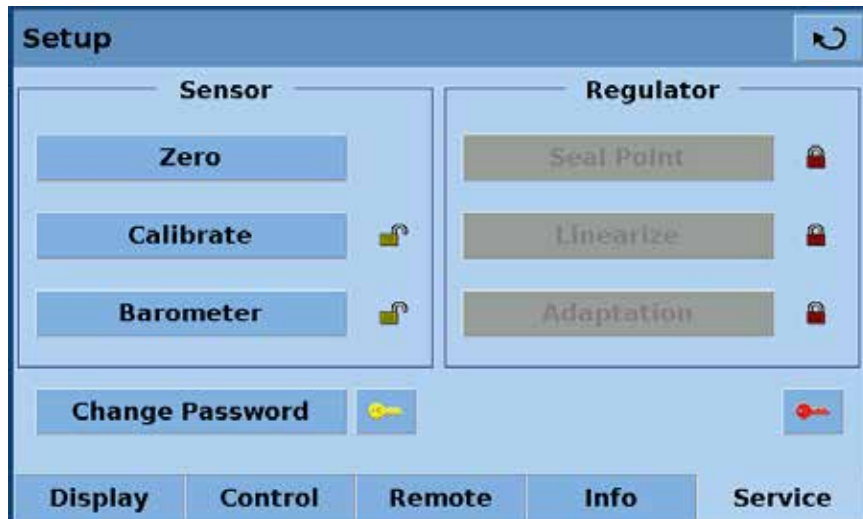 Setup
Sensor
Regulator
Zero
Seal Point
Calibrate
Linearize
Barometer
Adaptation
Change Password
Display Control Remote Info Service